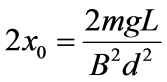 2x₀ = 2mgL / B²d²